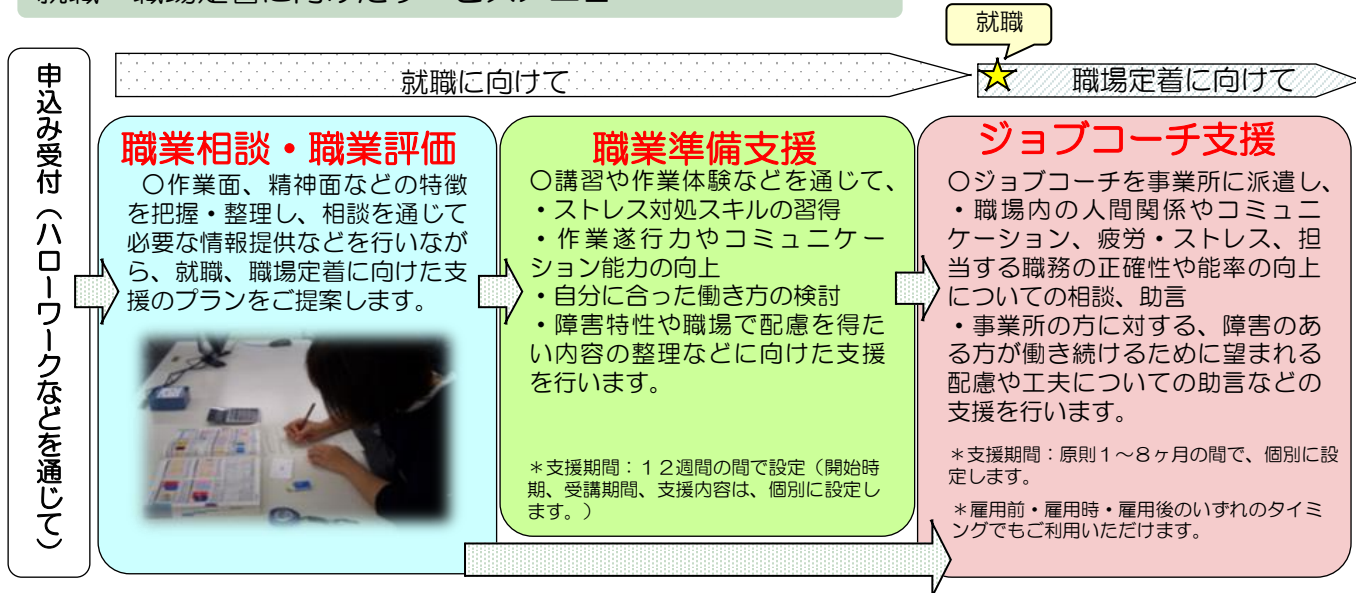 就職
就職に向けて
職場定着に向けて
申込み受付（ハローワークなどを通じて）
職業相談・職業評価
〇作業面、精神面などの特徴
を把握・整理し、相談を通じて
必要な情報提供などを行いなが
ら、就職、職場定着に向けた支
援のプランをご提案します。
職業準備支援
〇講習や作業体験などを通じて、
・ストレス対処スキルの習得
・作業遂行力やコミュニケー
ション能力の向上
・自分に合った働き方の検討
・障害特性や職場で配慮を得た
い内容の整理などに向けた支援
を行います。
＊支援期間：１２週間の間で設定（開始時
期、受講期間、支援内容は、個別に設定し
ます。）
ジョブコーチ支援
〇ジョブコーチを事業所に派遣し、
・職場内の人間関係やコミュニ
ケーション、疲労・ストレス、担
当する職務の正確性や能率の向上
についての相談、助言
・事業所の方に対する、障害のあ
る方が働き続けるために望まれる
配慮や工夫についての助言などの
支援を行います。
＊支援期間：原則１～８ヶ月の間で、個別に設
定します。
＊雇用前・雇用時・雇用後のいずれのタイミ
ングでもご利用いただけます。